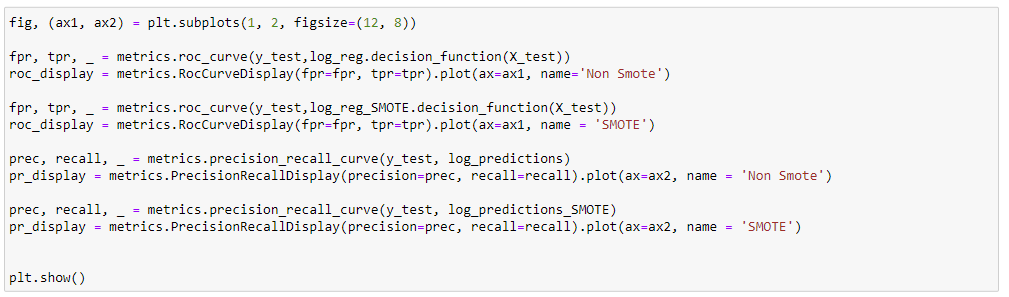 fig, (ax1, ax2) = plt.subplots(1, 2, figsize=(12, 8))
fpr, tpr, _ = metrics.roc_curve(y_test,log_reg.decision_function(X_test))
roc_display = metrics.RocCurveDisplay(fpr=fpr, tpr=tpr).plot(ax=ax1, name='Non Smote')
fpr, tpr, _ = metrics.roc_curve(y_test,log_reg_SMOTE.decision_function(X_test))
roc_display = metrics.RocCurveDisplay(fpr=fpr, tpr=tpr).plot(ax=ax1, name = 'SMOTE')
prec, recall, _ = metrics.precision_recall_curve(y_test, log_predictions)
pr_display = metrics.PrecisionRecallDisplay(precision=prec, recall=recall).plot(ax=ax2, name = 'Non Smote')
prec, recall, _ = metrics.precision_recall_curve(y_test, log_predictions_SMOTE)
pr_display = metrics.PrecisionRecallDisplay(precision=prec, recall=recall).plot(ax=ax2, name = 'SMOTE')
plt.show()